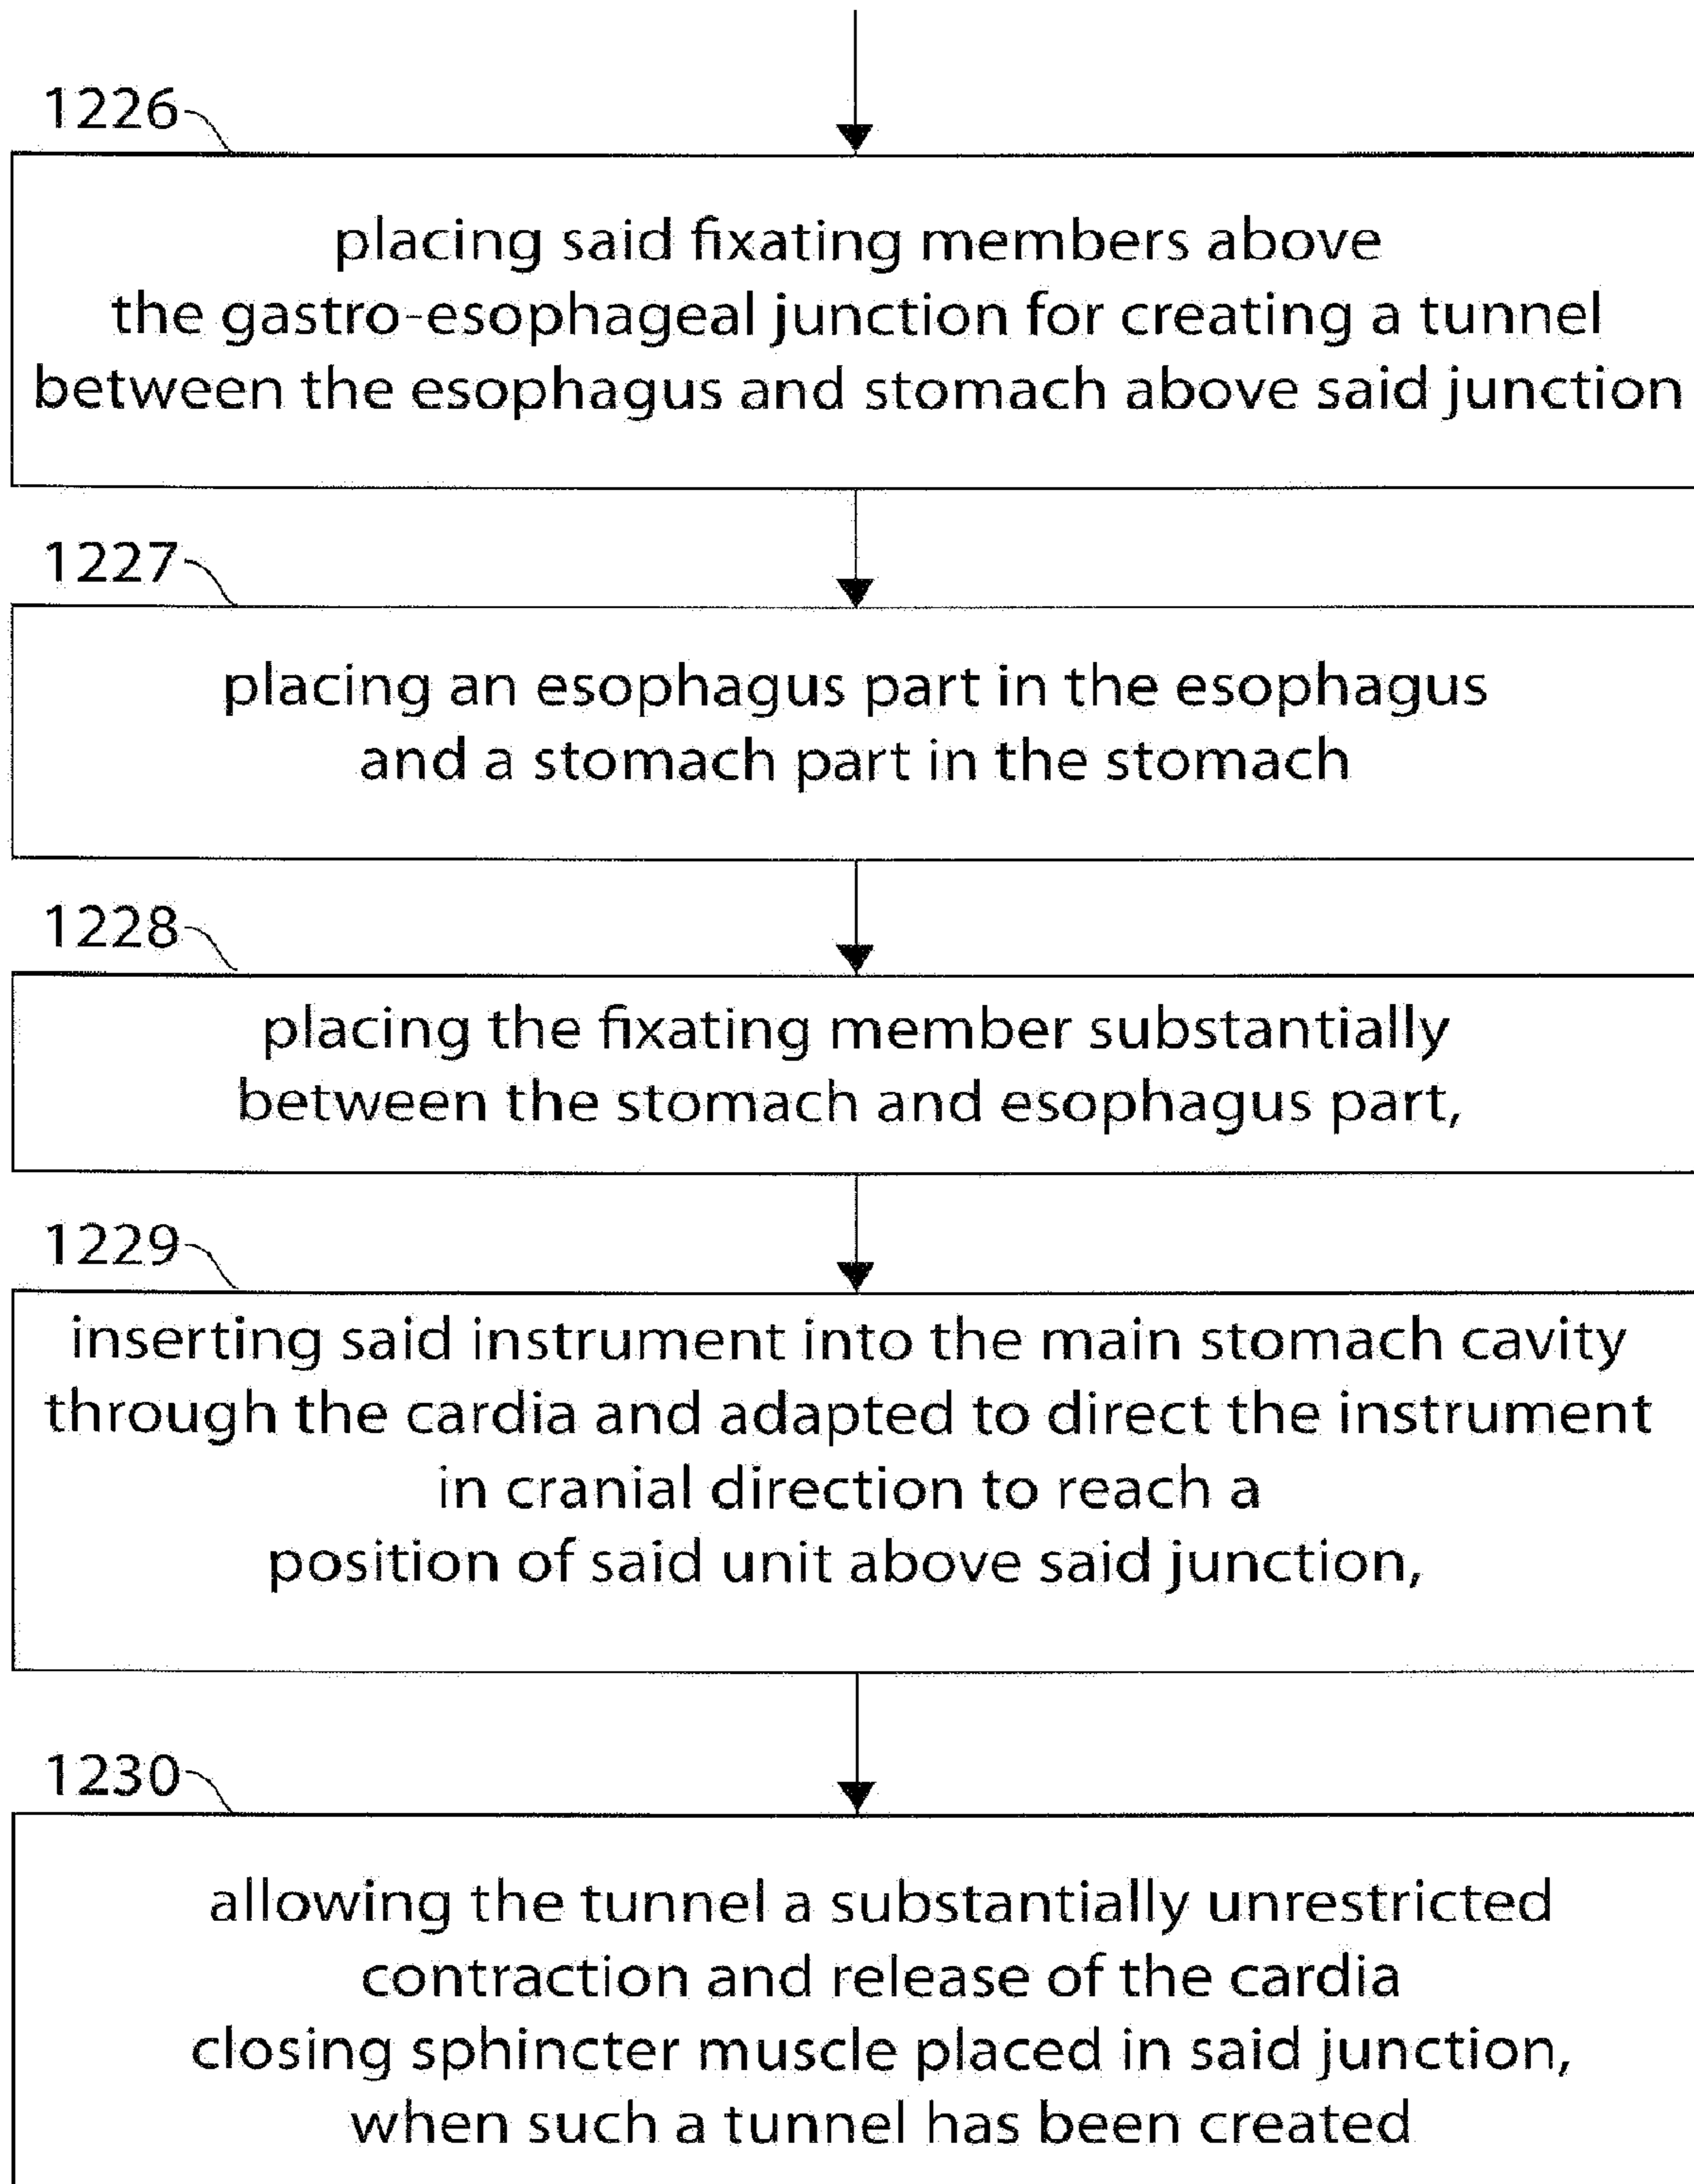 1226
placing said fixating members above
the gastro-esophageal junction for creating a tunnel
between the esophagus and stomach above said junction
1227
placing an esophagus part in the esophagus
and a stomach part in the stomach
1228
placing the fixating member substantially
between the stomach and esophagus part,
1229
inserting said instrument into the main stomach cavity
through the cardia and adapted to direct the instrument
in cranial direction to reach a
position of said unit above said junction,
1230
allowing the tunnel a substantially unrestricted
contraction and release of the cardia
closing sphincter muscle placed in said junction,
when such a tunnel has been created